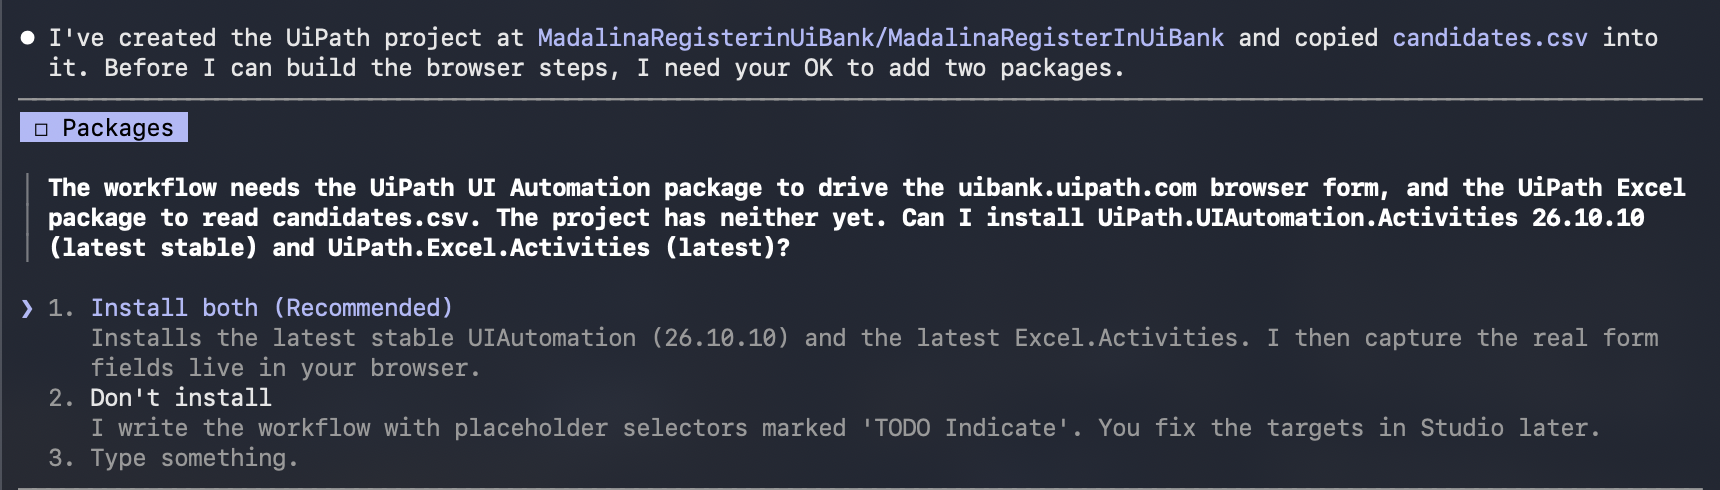 ● I've created the UiPath project at MadalinaRegisterinUiBank/MadalinaRegisterInUiBank and copied candidates.csv into
it. Before I can build the browser steps, I need your OK to add two packages.
□ Packages
The workflow needs the UiPath UI Automation package to drive the uibank.uipath.com browser form, and the UiPath Excel
package to read candidates.csv. The project has neither yet. Can I install UiPath.UIAutomation.Activities 26.10.10
(latest stable) and UiPath.Excel.Activities (latest)?
❯ 1. Install both (Recommended)
Installs the latest stable UIAutomation (26.10.10) and the latest Excel.Activities. I then capture the real form
fields live in your browser.
2. Don't install
I write the workflow with placeholder selectors marked 'TODO Indicate'. You fix the targets in Studio later.
3. Type something.